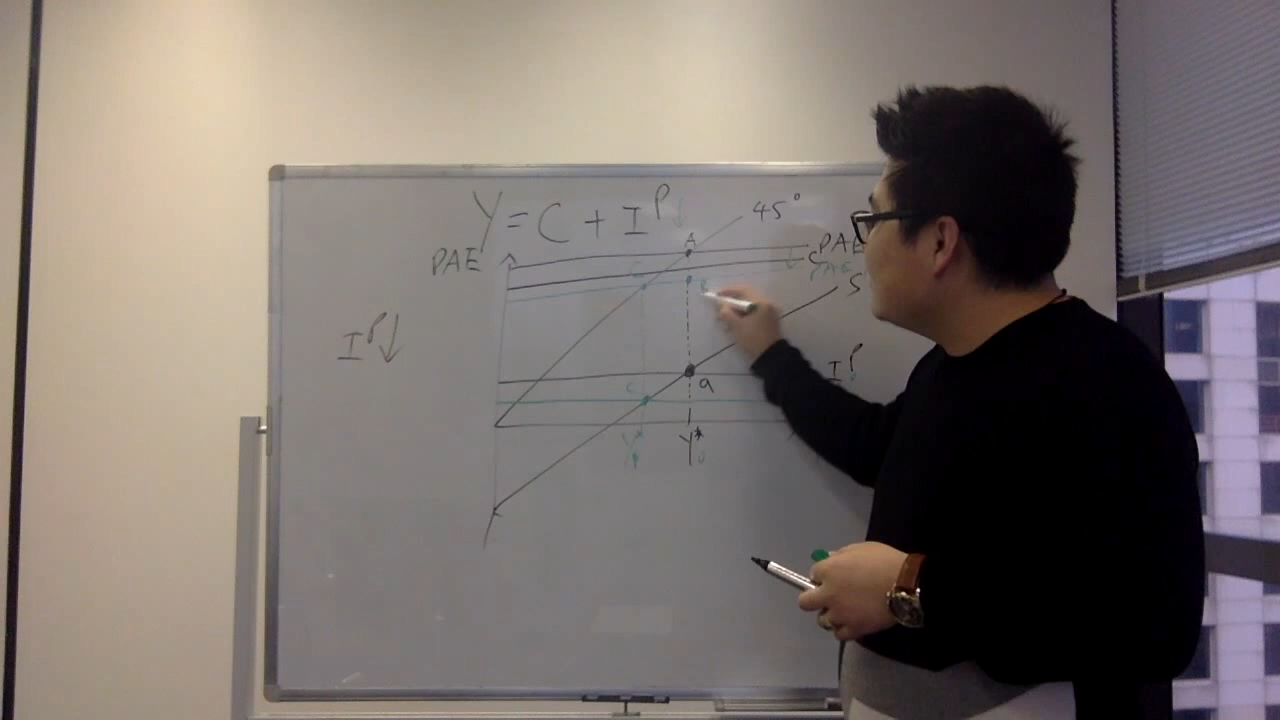 Y = C + I^P ↓
45°
A
PAE
PAE
C
PAE
S
I^P ↓
I^P
a
c
Y*
Y*